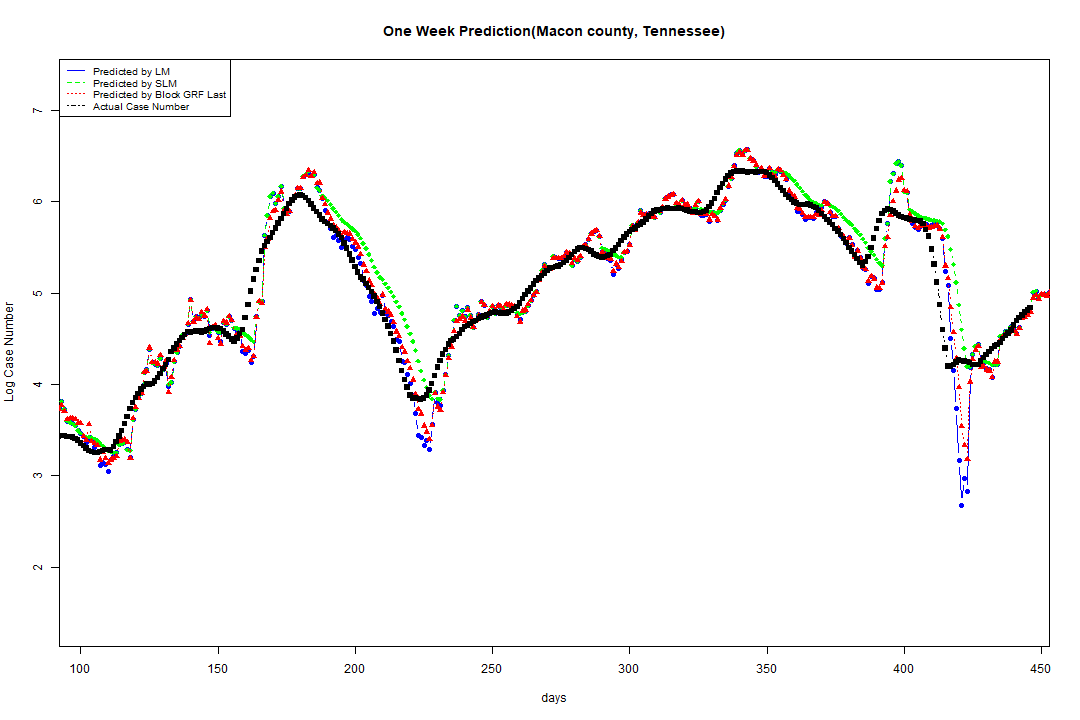 One Week Prediction(Macon county, Tennessee)
Predicted by LM
Predicted by SLM
Predicted by Block GRF Last
Actual Case Number
7
6
5
4
3
2
Log Case Number
100 150 200 250 300 350 400 450
days